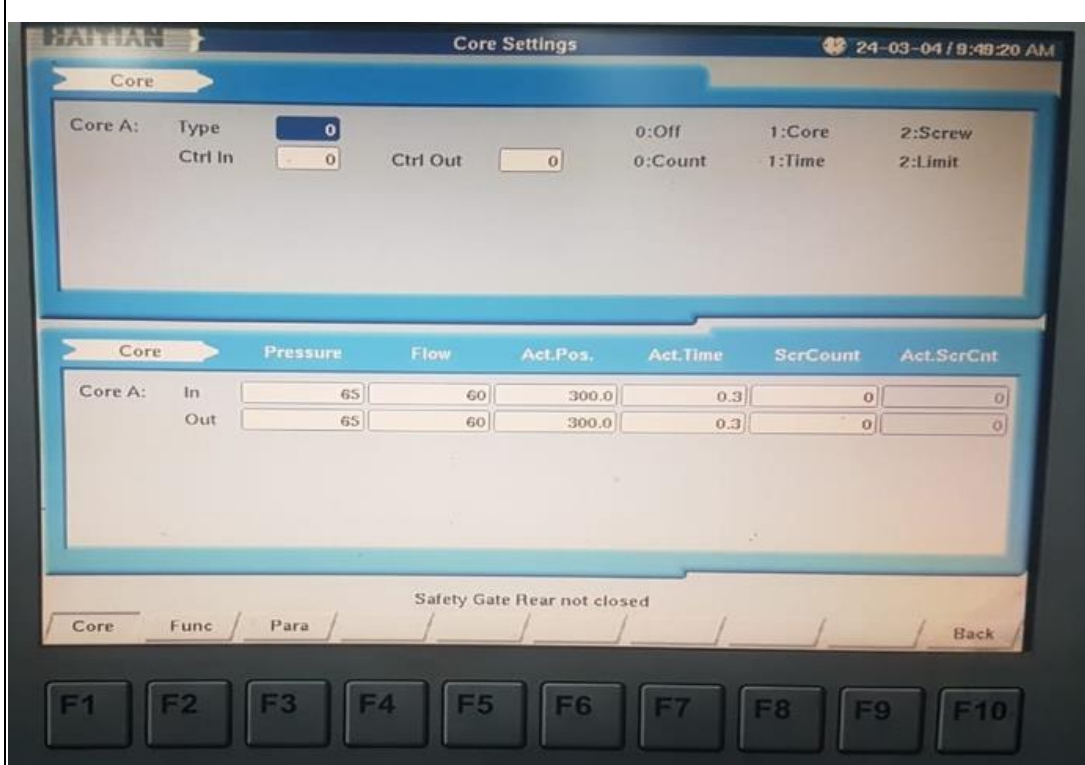 HAITIAN Core Settings 24-03-04 / 9:49:20 AM
Core
Core A: Type 0 0:Off 1:Core 2:Screw
Ctrl In 0 Ctrl Out 0 0:Count 1:Time 2:Limit
Core Pressure Flow Act.Pos. Act.Time ScrCount Act.ScrCnt
Core A: In 65 60 300.0 0.3 0 0
Out 65 60 300.0 0.3 0 0
Safety Gate Rear not closed
Core Func Para Back
F1 F2 F3 F4 F5 F6 F7 F8 F9 F10